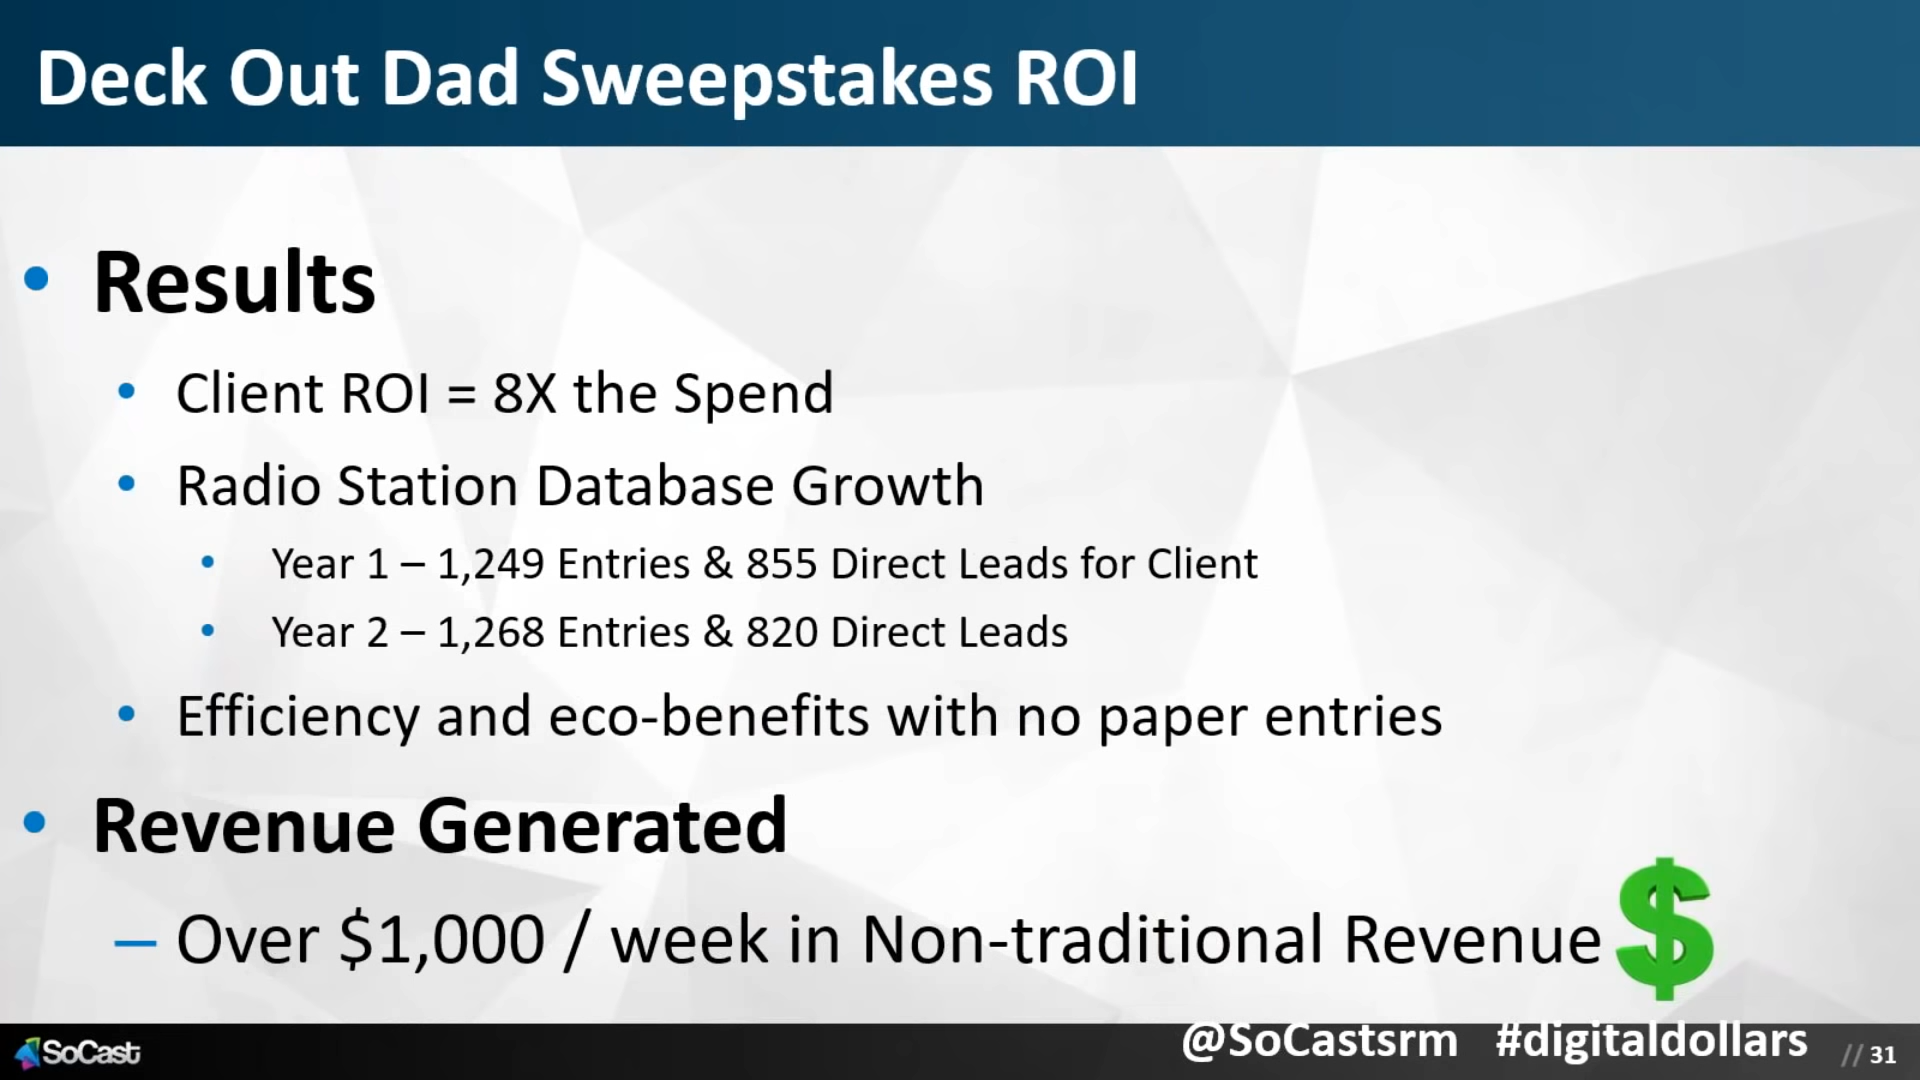 Deck Out Dad Sweepstakes ROI
• Results
• Client ROI = 8X the Spend
• Radio Station Database Growth
• Year 1 – 1,249 Entries & 855 Direct Leads for Client
• Year 2 – 1,268 Entries & 820 Direct Leads
• Efficiency and eco-benefits with no paper entries
• Revenue Generated
– Over $1,000 / week in Non-traditional Revenue $
SoCast @SoCastsrm #digitaldollars // 31